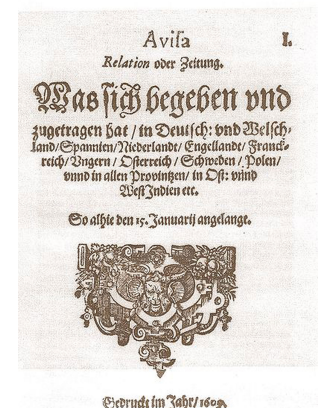 Aviſa I.
Relation oder Zeitung.
Was ſich begeben vnd
zugetragen hat / in Deutſch: vnd Welſch-
land / Spannien / Niederlandt / Engellandt / Franck-
reich / Vngern / Oſterreich / Schweden / Polen /
vnnd in allen Provintzen / in Oſt: vnnd
WeſtIndien etc.
So alhie den 15. Januarij angelangt.
Gedruckt im Jahr / 1609.